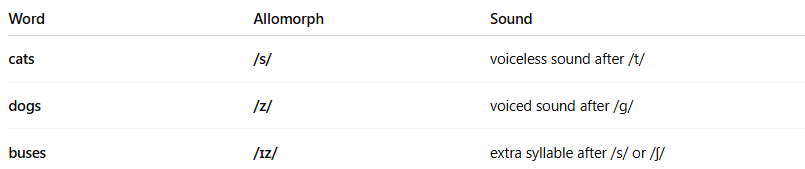 Word Allomorph Sound
cats /s/ voiceless sound after /t/
dogs /z/ voiced sound after /g/
buses /ɪz/ extra syllable after /s/ or /ʃ/